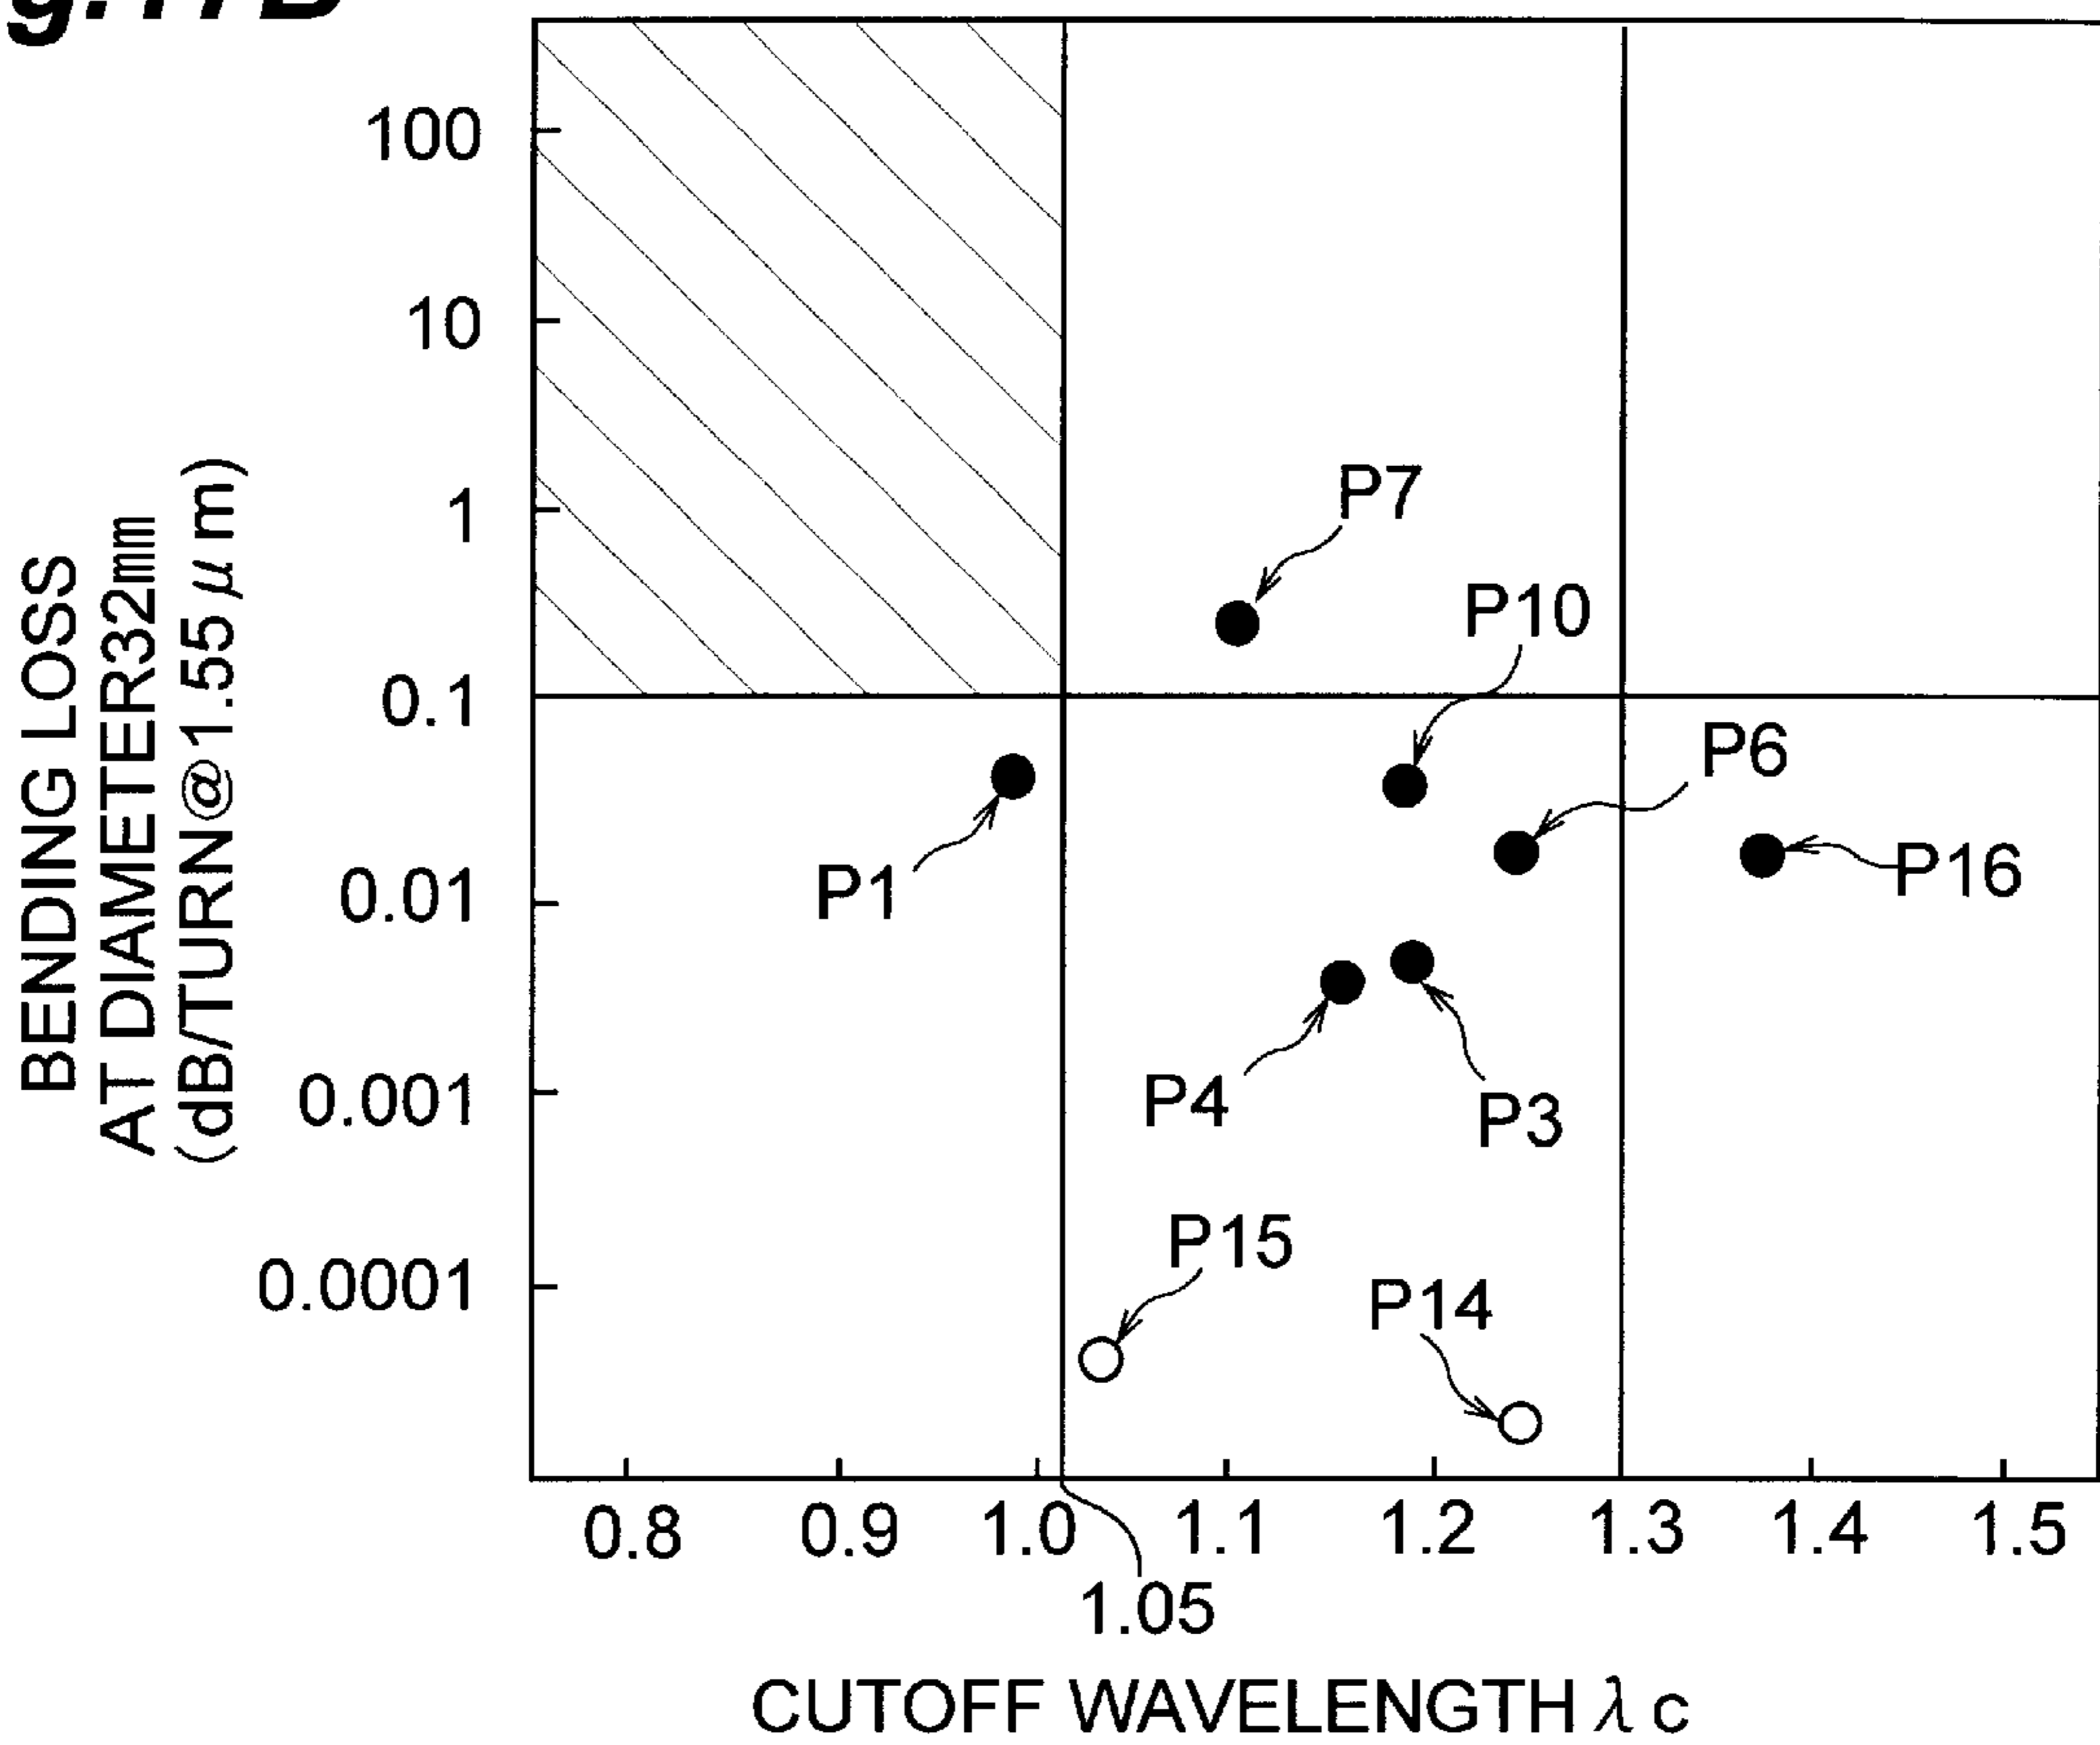 g.17B
100
10
1
0.1
0.01
0.001
0.0001
BENDING LOSS
AT DIAMETER32mm
(dB/TURN@1.55μm)
P7
P10
P6
P1
P16
P4
P3
P15
P14
0.8 0.9 1.0 1.1 1.2 1.3 1.4 1.5
1.05
CUTOFF WAVELENGTH λc